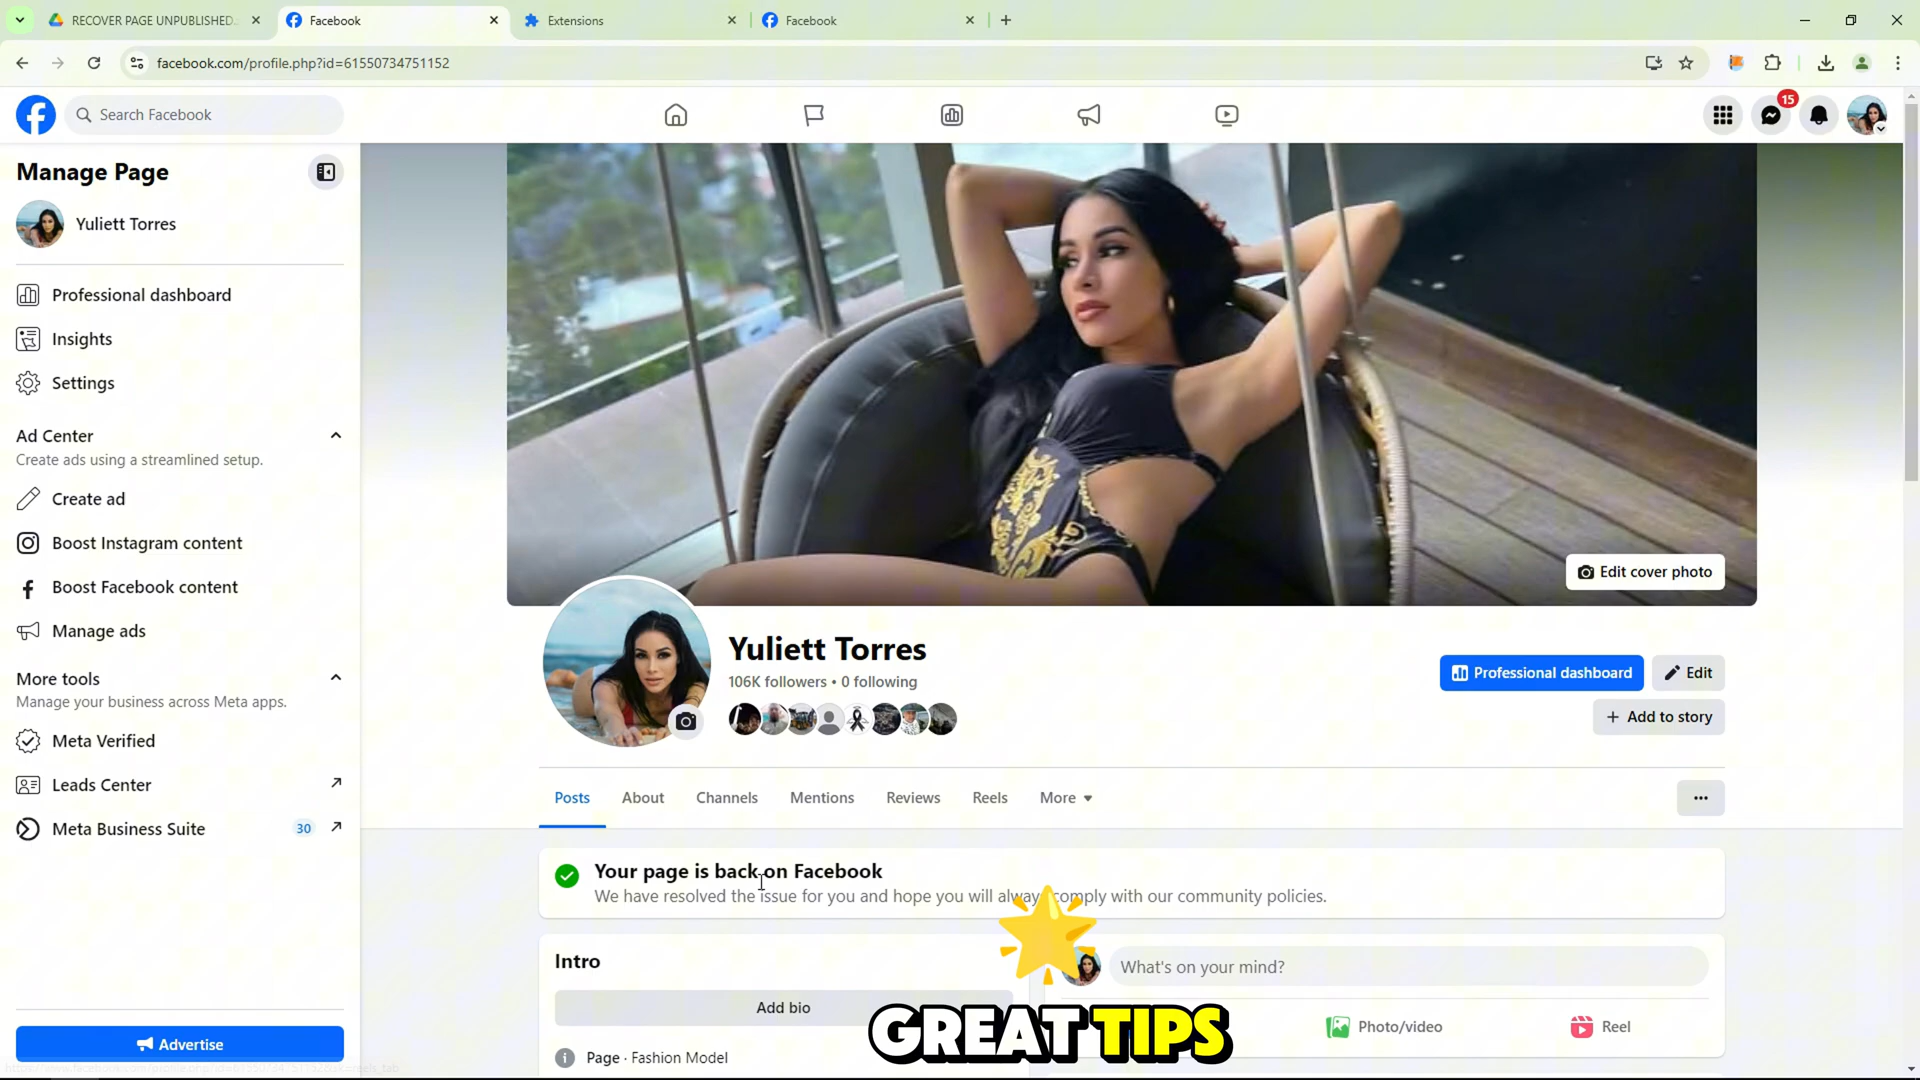 RECOVER PAGE UNPUBLISHED
Facebook
Extensions
Facebook
facebook.com/profile.php?id=61550734751152
Search Facebook
15
Manage Page
Yuliett Torres
Professional dashboard
Insights
Settings
Ad Center
Create ads using a streamlined setup.
Create ad
Boost Instagram content
Boost Facebook content
Manage ads
More tools
Manage your business across Meta apps.
Meta Verified
Leads Center
Meta Business Suite 30
Advertise
Edit cover photo
Yuliett Torres
106K followers • 0 following
Professional dashboard
Edit
+ Add to story
Posts About Channels Mentions Reviews Reels More
Your page is back on Facebook
We have resolved the issue for you and hope you will always comply with our community policies.
Intro
Add bio
Page · Fashion Model
What's on your mind?
Photo/video
Reel
GREAT TIPS